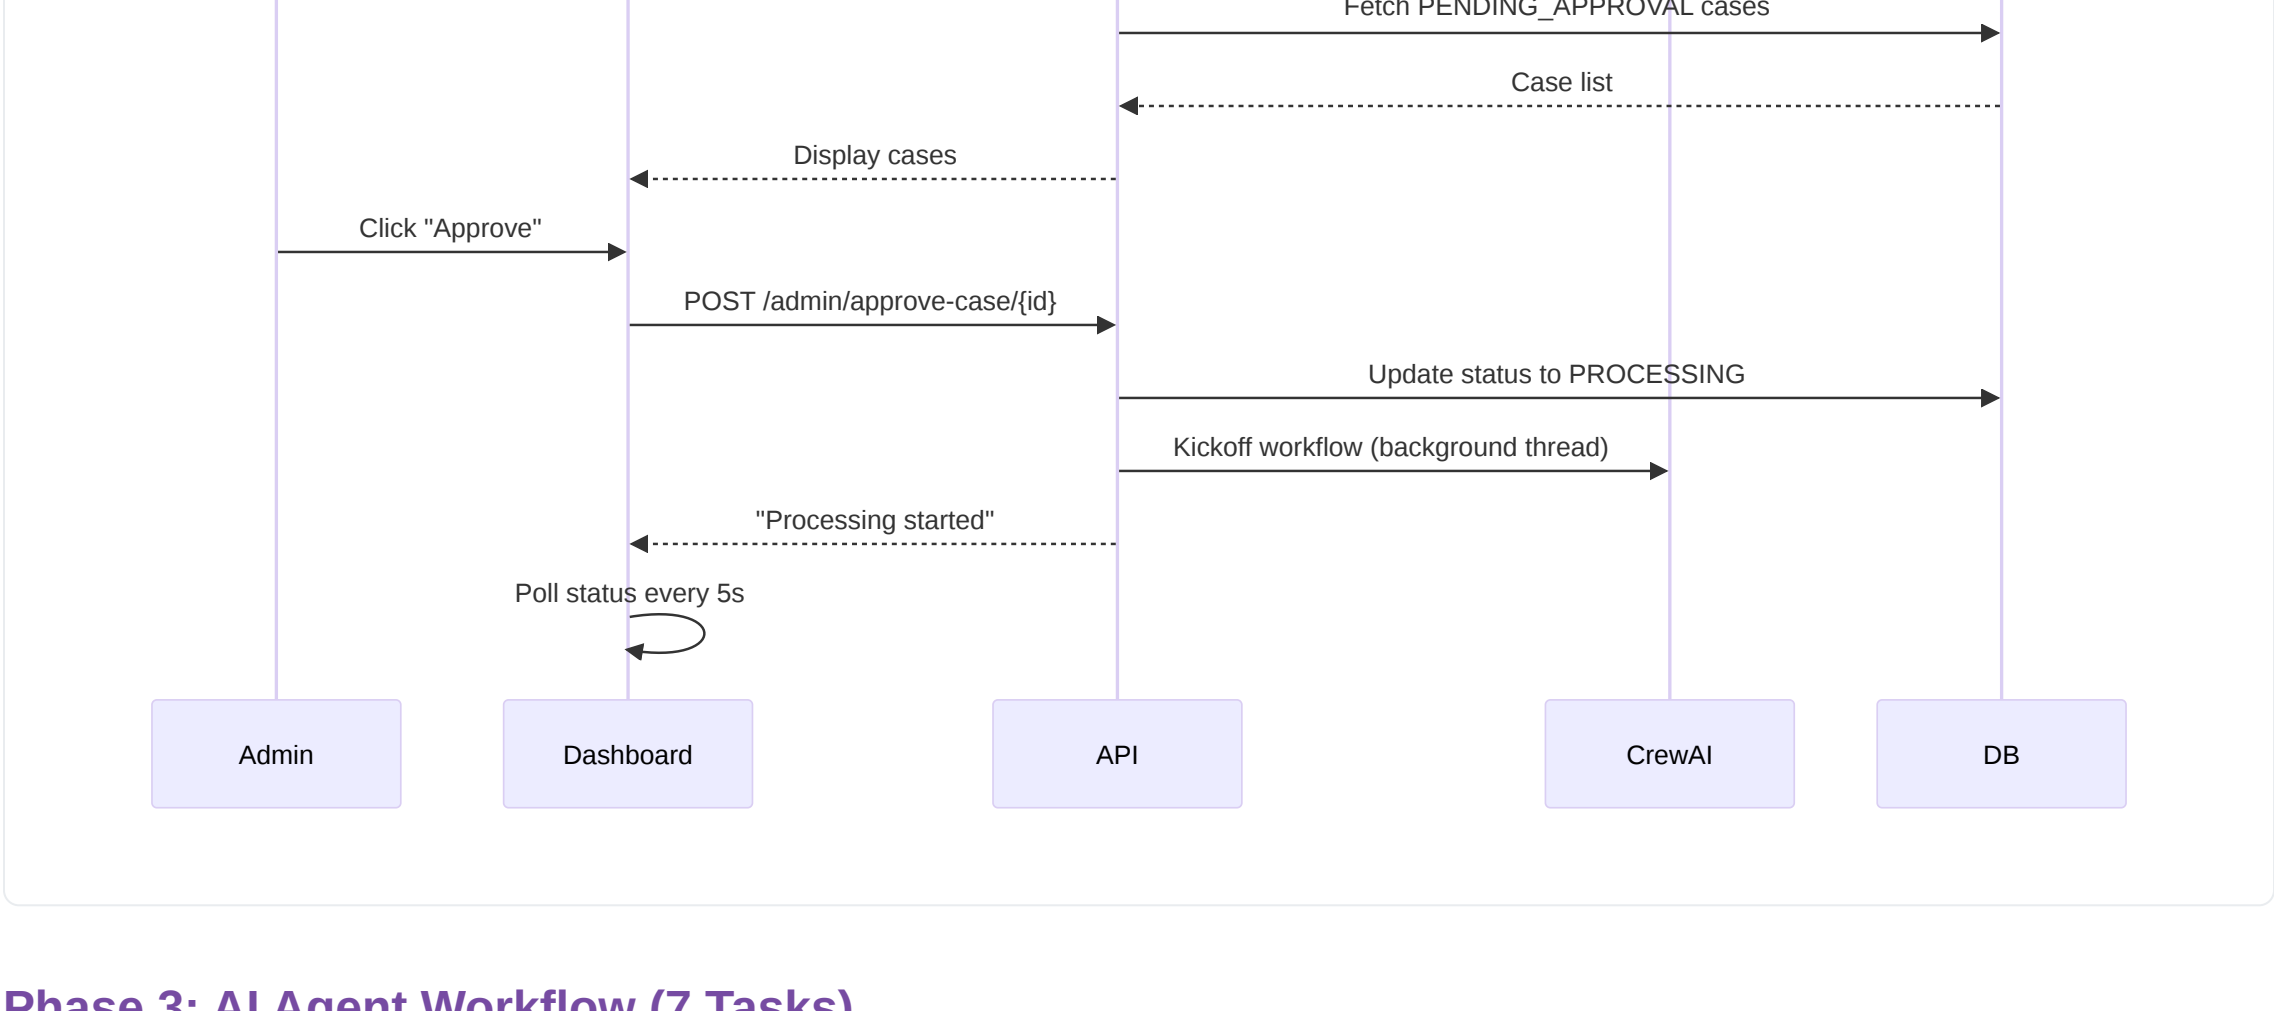 Fetch PENDING_APPROVAL cases
Case list
Display cases
Click "Approve"
POST /admin/approve-case/{id}
Update status to PROCESSING
Kickoff workflow (background thread)
"Processing started"
Poll status every 5s
Admin
Dashboard
API
CrewAI
DB
Phase 3: AI Agent Workflow (7 Tasks)